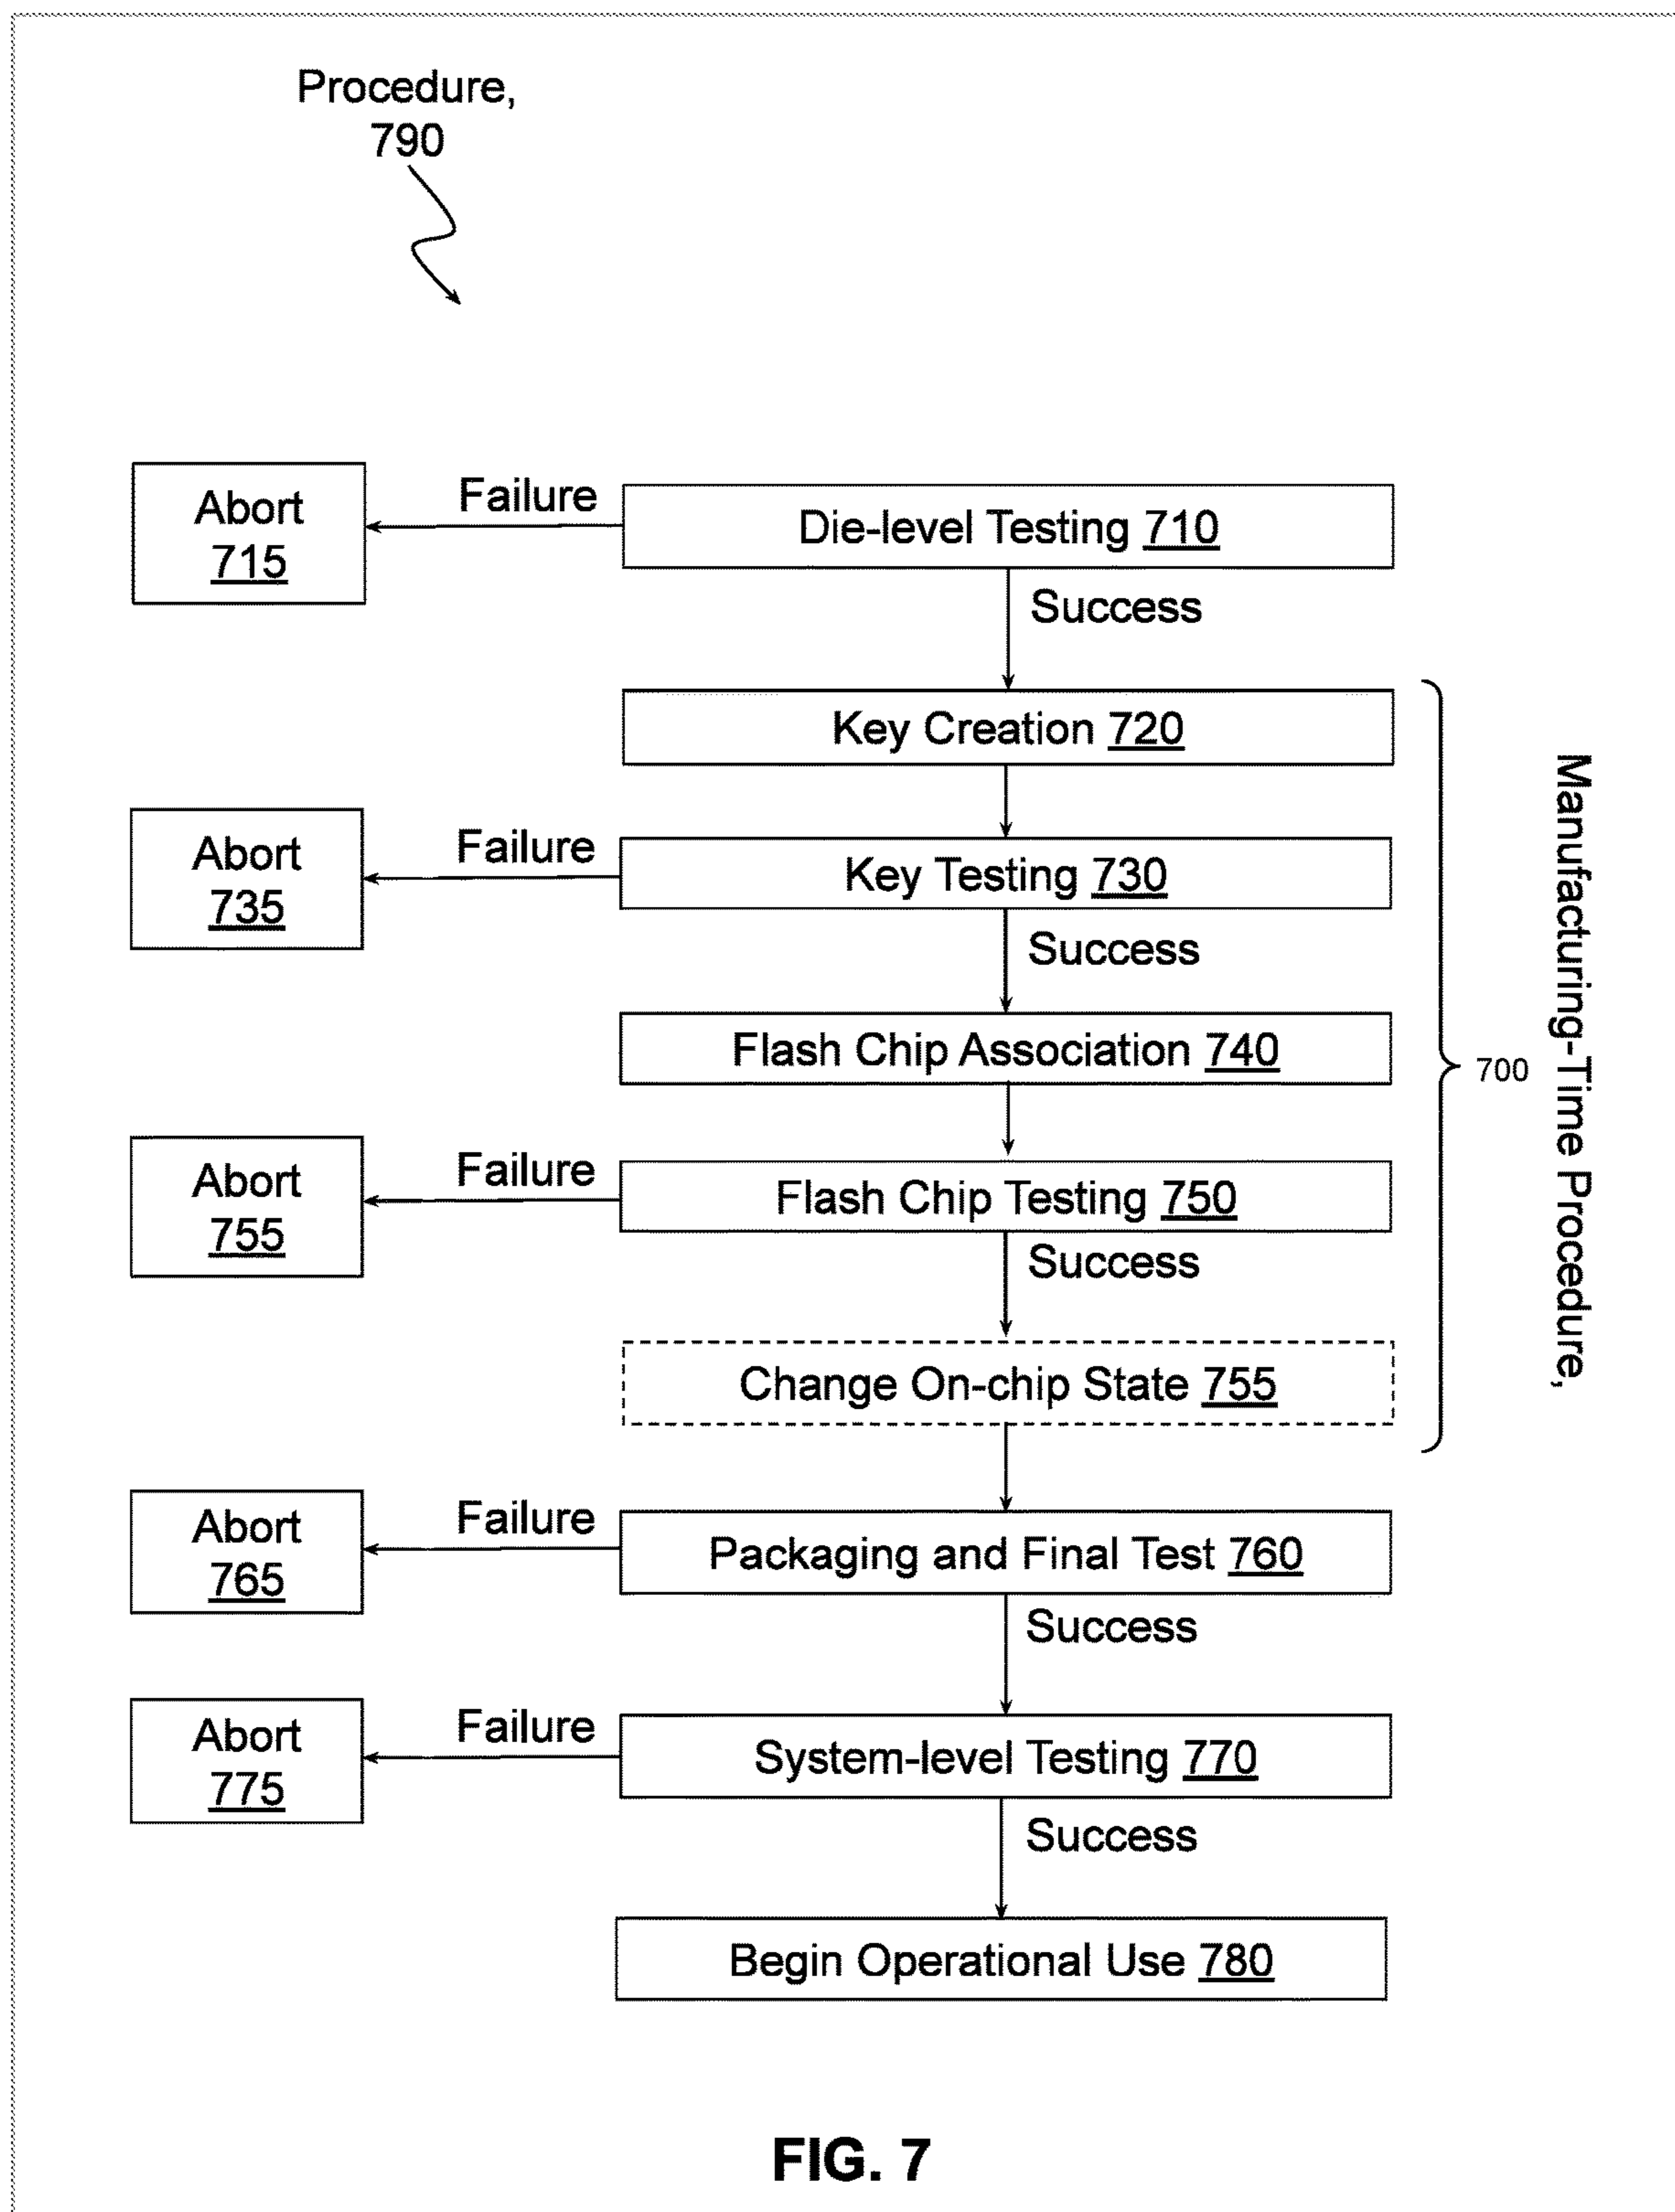 Procedure,
790
Abort
715
Failure
Die-level Testing 710
Success
Key Creation 720
Abort
735
Failure
Key Testing 730
Success
Flash Chip Association 740
Abort
755
Failure
Flash Chip Testing 750
Success
Change On-chip State 755
Manufacturing-Time Procedure,
700
Abort
765
Failure
Packaging and Final Test 760
Success
Abort
775
Failure
System-level Testing 770
Success
Begin Operational Use 780
FIG. 7